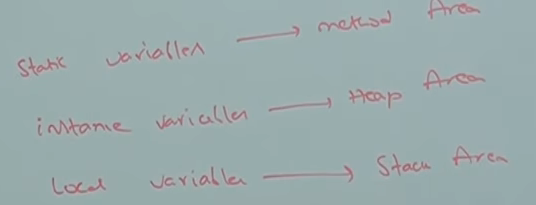 Static variables → method Area
instance variables → Heap Area
Local variables → Stack Area